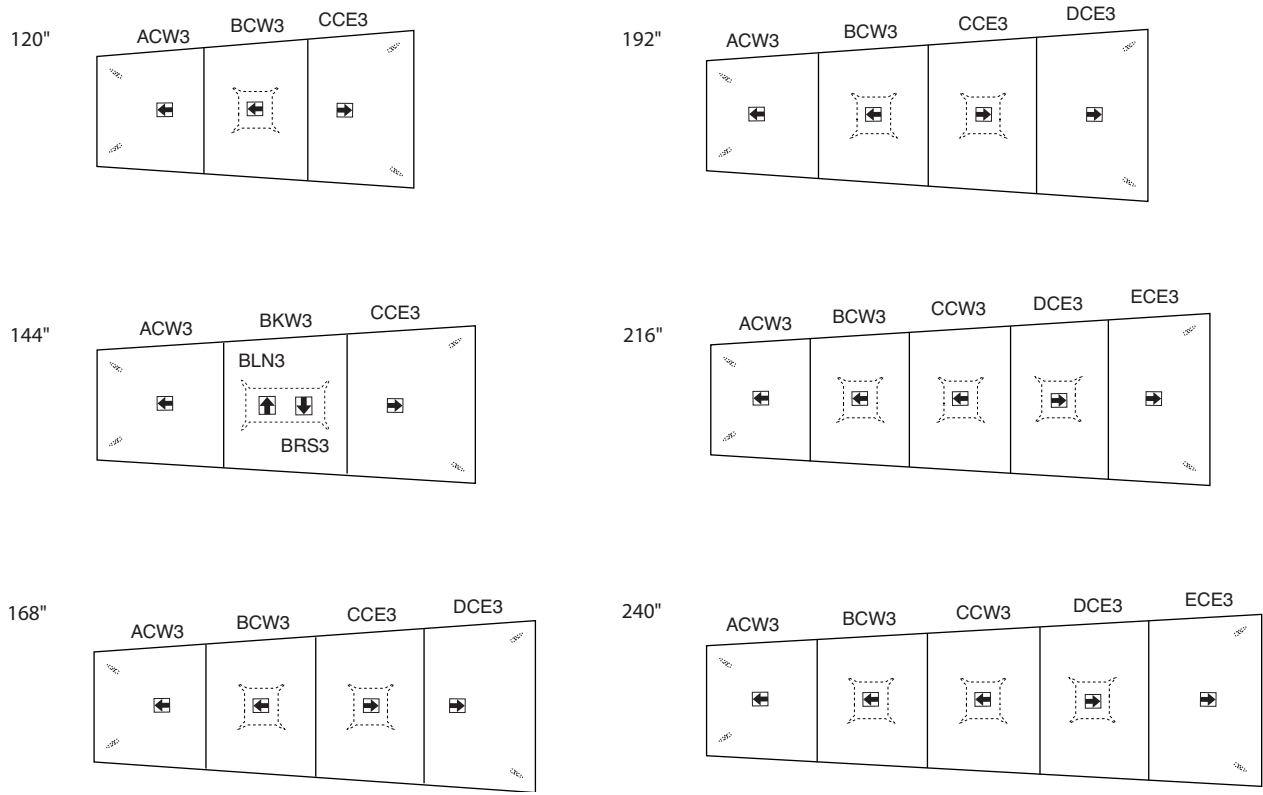 120"
ACW3 BCW3 CCE3
192"
ACW3 BCW3 CCE3 DCE3
144"
ACW3 BKW3 CCE3
BLN3
BRS3
216"
ACW3 BCW3 CCW3 DCE3 ECE3
168"
ACW3 BCW3 CCE3 DCE3
240"
ACW3 BCW3 CCW3 DCE3 ECE3